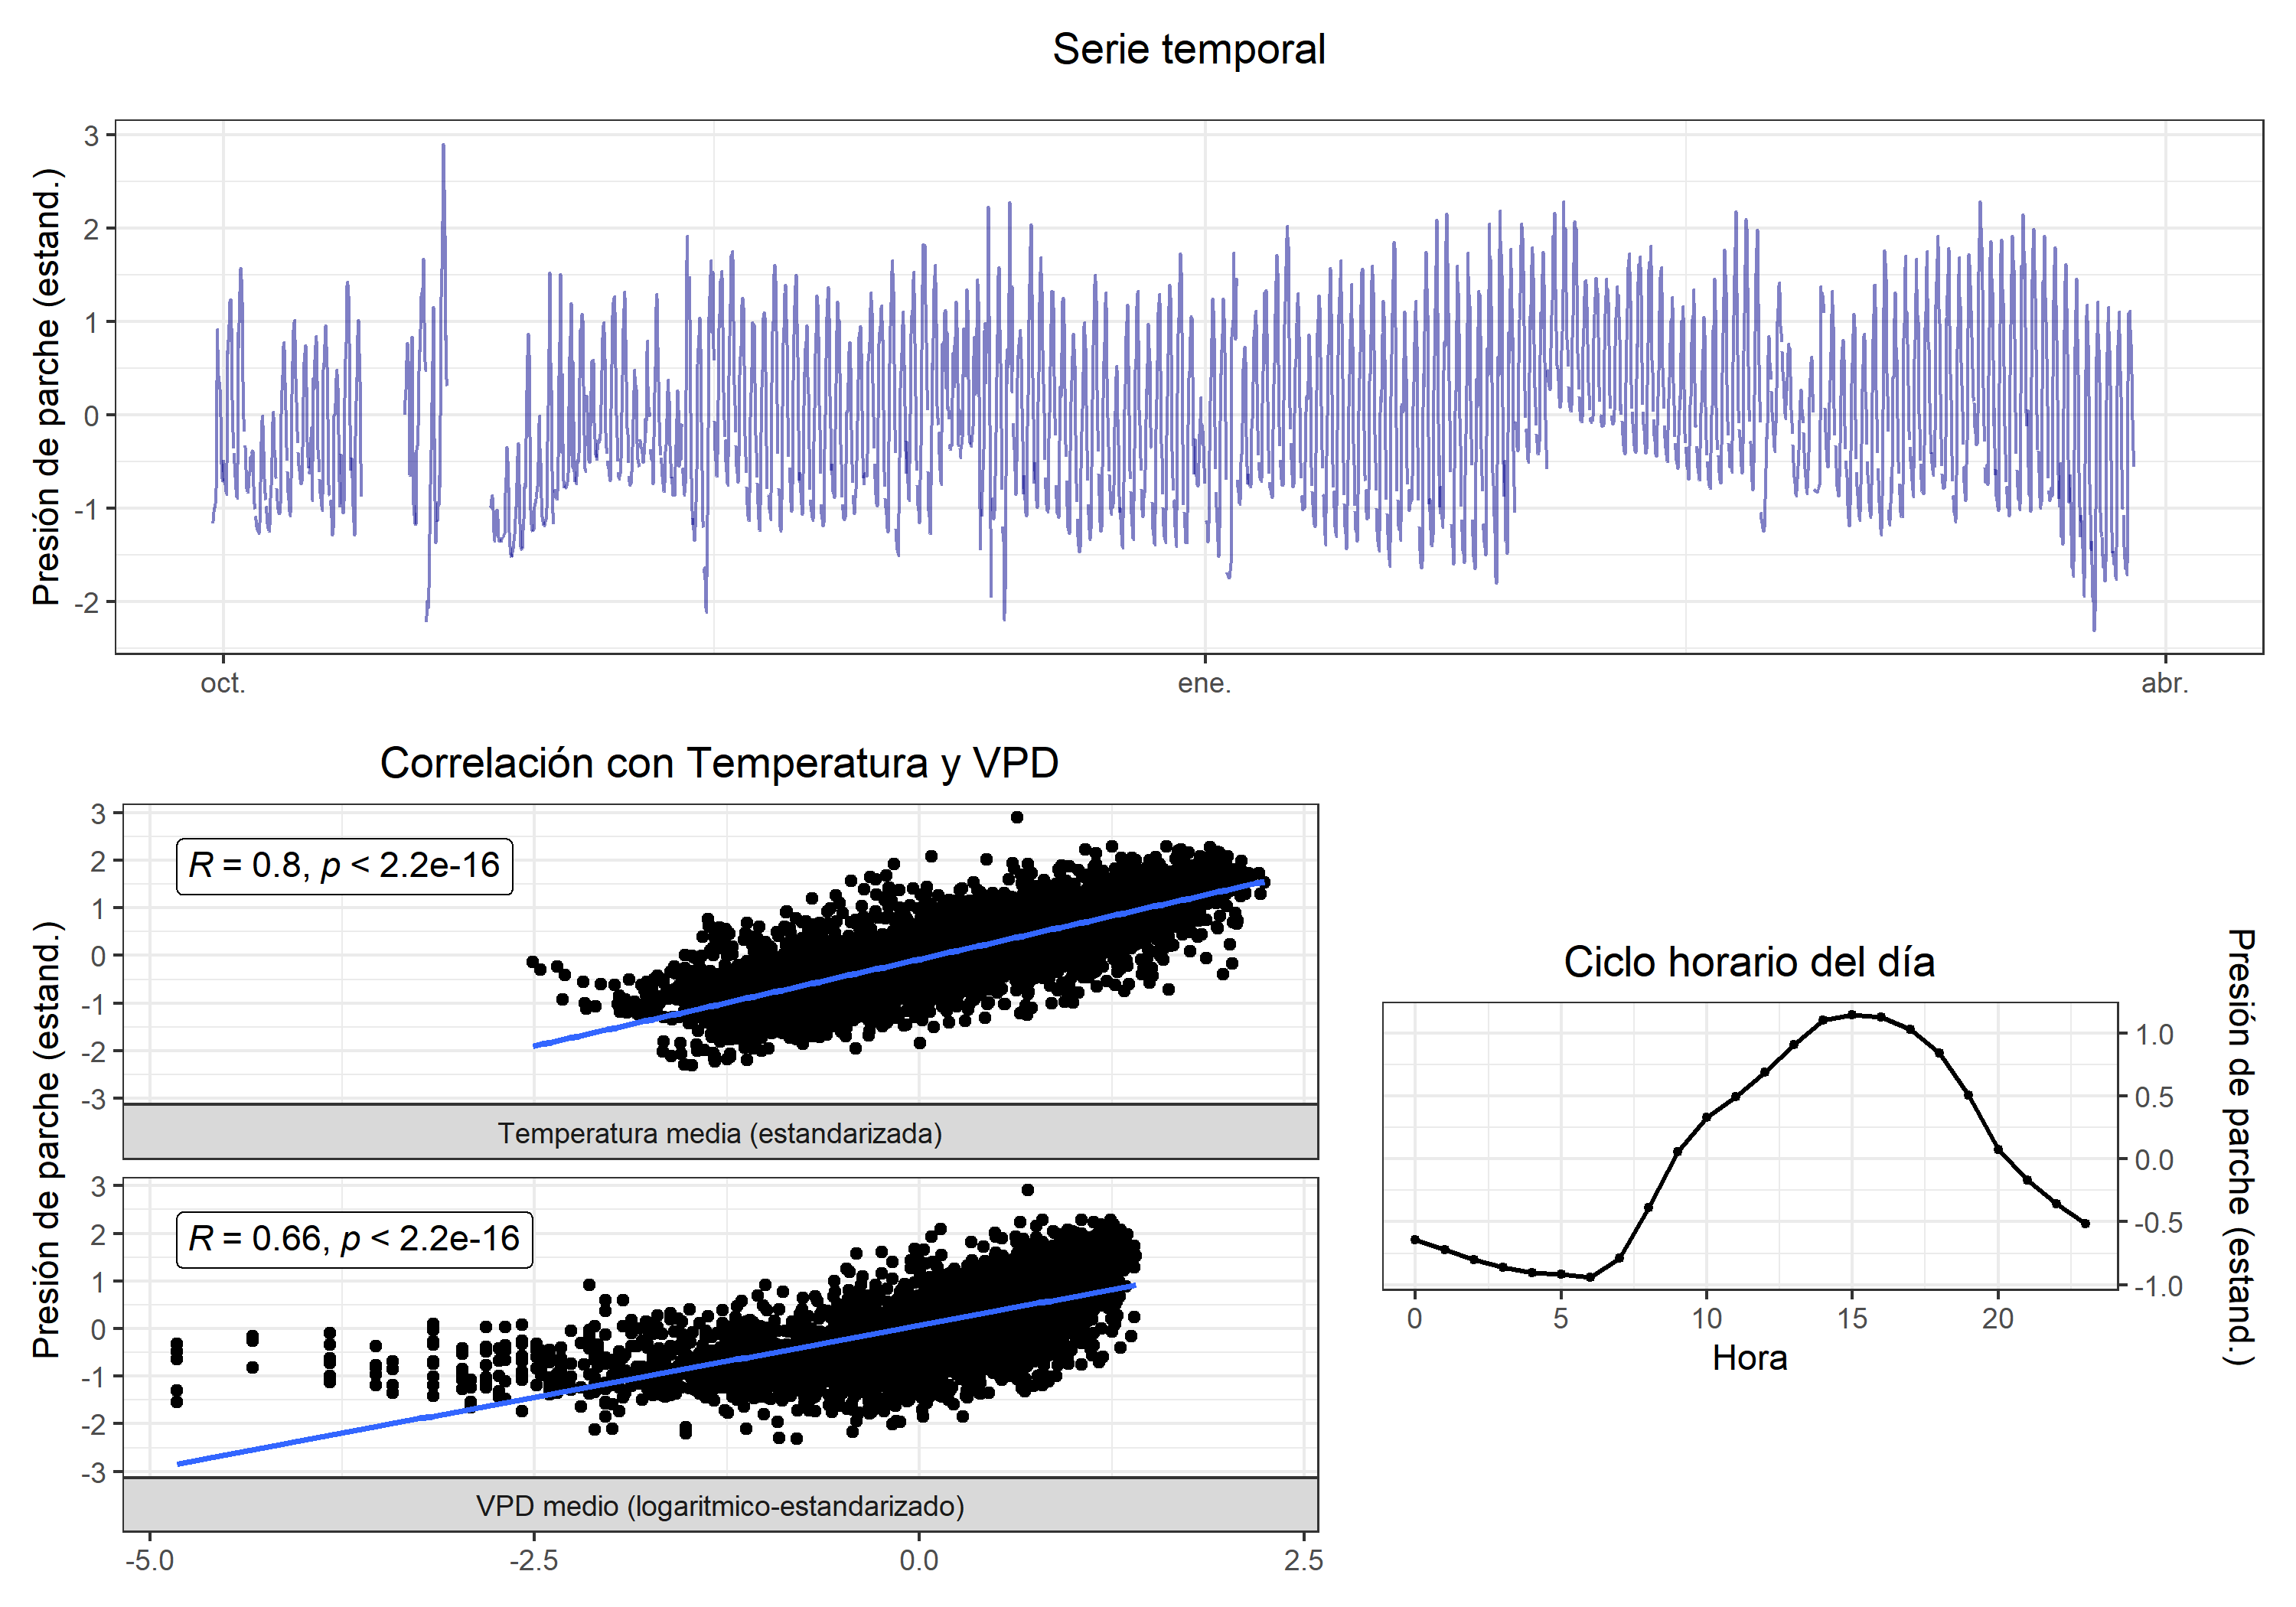 Serie temporal
Presión de parche (estand.)
3
2
1
0
-1
-2
oct.
ene.
abr.
Correlación con Temperatura y VPD
Presión de parche (estand.)
3
2
1
0
-1
-2
-3
R = 0.8, p < 2.2e-16
Temperatura media (estandarizada)
3
2
1
0
-1
-2
-3
R = 0.66, p < 2.2e-16
VPD medio (logaritmico-estandarizado)
-5.0
-2.5
0.0
2.5
Ciclo horario del día
1.0
0.5
0.0
-0.5
-1.0
Presión de parche (estand.)
0
5
10
15
20
Hora